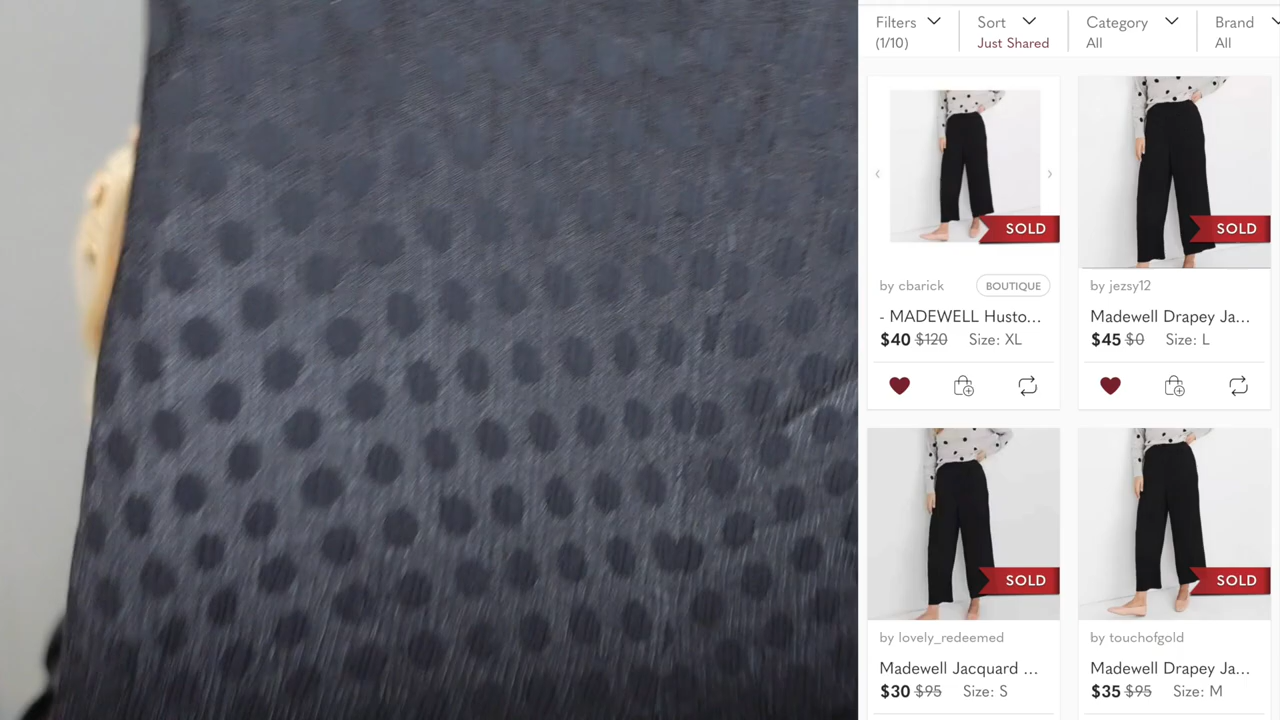 Filters
(1/10)
Sort
Just Shared
Category
All
Brand
All
SOLD
by cbarick
BOUTIQUE
- MADEWELL Husto...
$40 $120 Size: XL
SOLD
by jezsy12
Madewell Drapey Ja...
$45 $0 Size: L
SOLD
by lovely_redeemed
Madewell Jacquard ...
$30 $95 Size: S
SOLD
by touchofgold
Madewell Drapey Ja...
$35 $95 Size: M